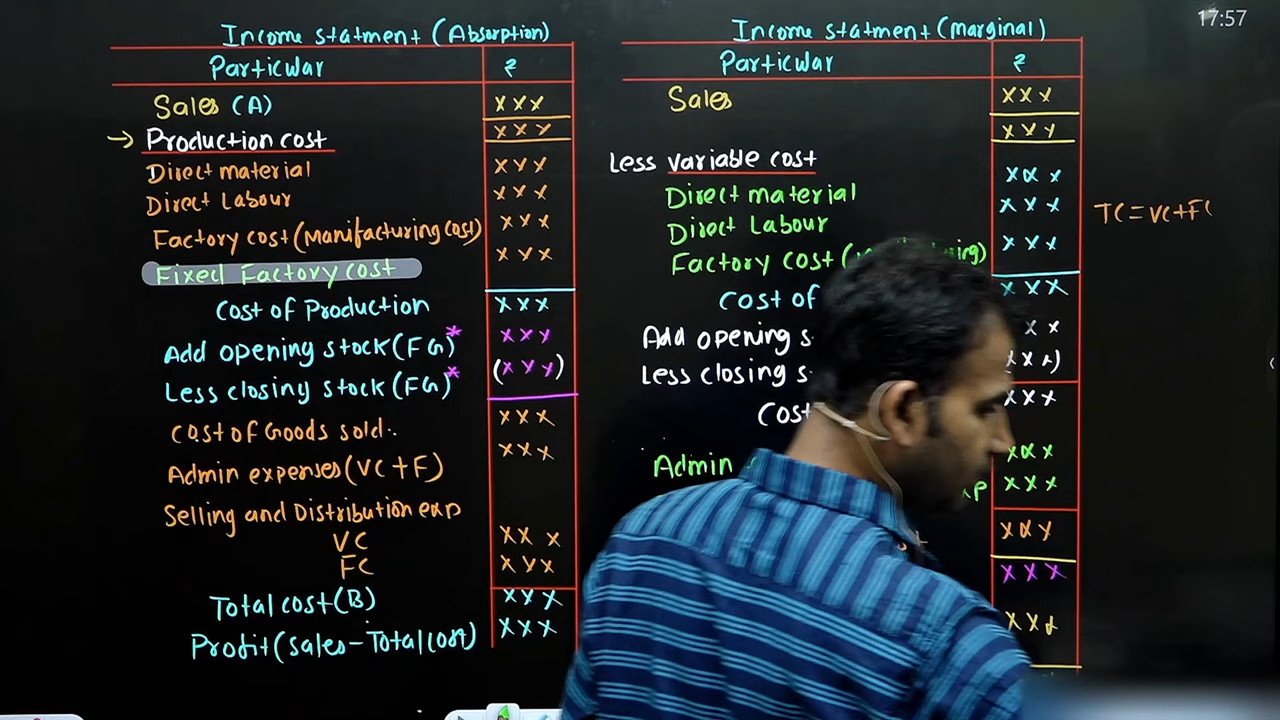 17:57
Income statment (Absorption)
Particular ₹
Sales (A) xxx
xxx
→ Production cost
Direct material xxx
Direct Labour xxx
Factory cost (Manufacturing cost) xxx
Fixed Factory cost xxx
Cost of Production xxx
Add opening stock (FG)* xxx
Less closing stock (FG)* (xxx)
Cost of Goods sold xxx
Admin expenses (VC+F) xxx
Selling and Distribution exp
VC xxx
FC xxx
Total cost (B) xxx
Profit (Sales-Total cost) xxx
Income statment (marginal)
Particular ₹
Sales xxx
xxx
Less variable cost
Direct material xxx
Direct Labour xxx
Factory cost ( xxx
Cost of xxx
Add opening xx
Less closing xx)
Cost xxx
Admin xxx
xxx
xxx
xxx
xxx
TC=VC+FC